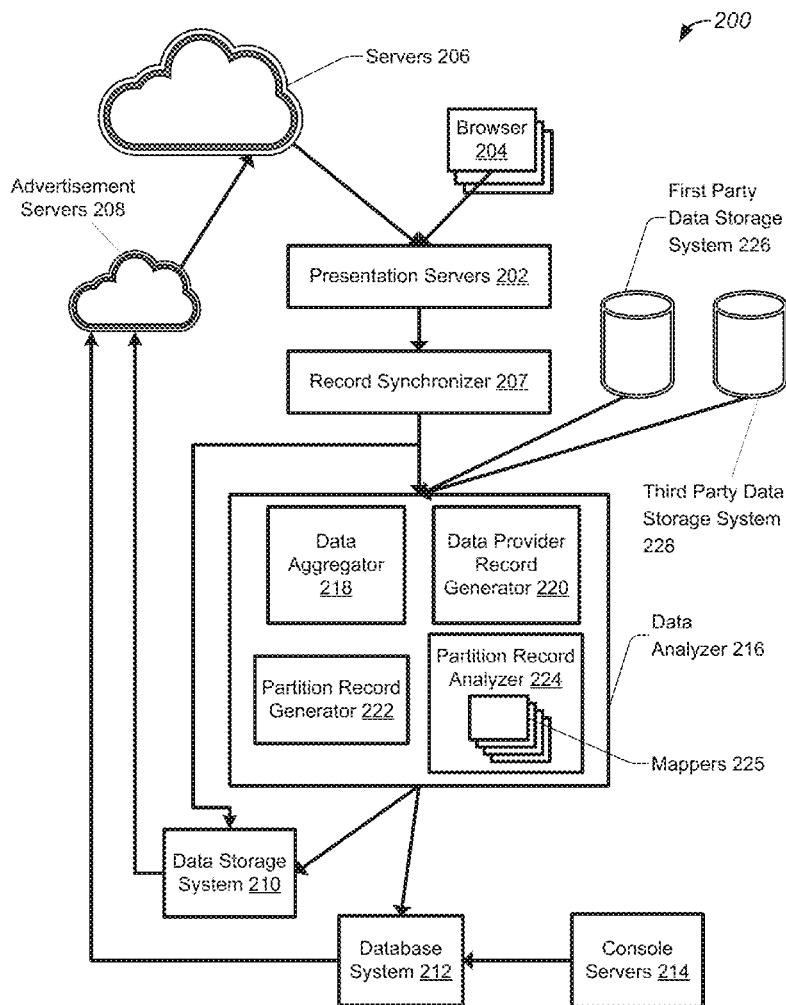 200
Servers 206
Browser
204
Advertisement
Servers 208
First Party
Data Storage
System 226
Presentation Servers 202
Record Synchronizer 207
Third Party Data
Storage System
228
Data
Aggregator
218
Data Provider
Record
Generator 220
Data
Analyzer 216
Partition Record
Generator 222
Partition Record
Analyzer 224
Mappers 225
Data Storage
System 210
Database
System 212
Console
Servers 214